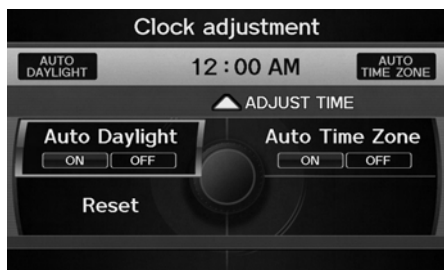 Clock adjustment
AUTO DAYLIGHT 12:00 AM AUTO TIME ZONE
ADJUST TIME
Auto Daylight Auto Time Zone
ON OFF ON OFF
Reset